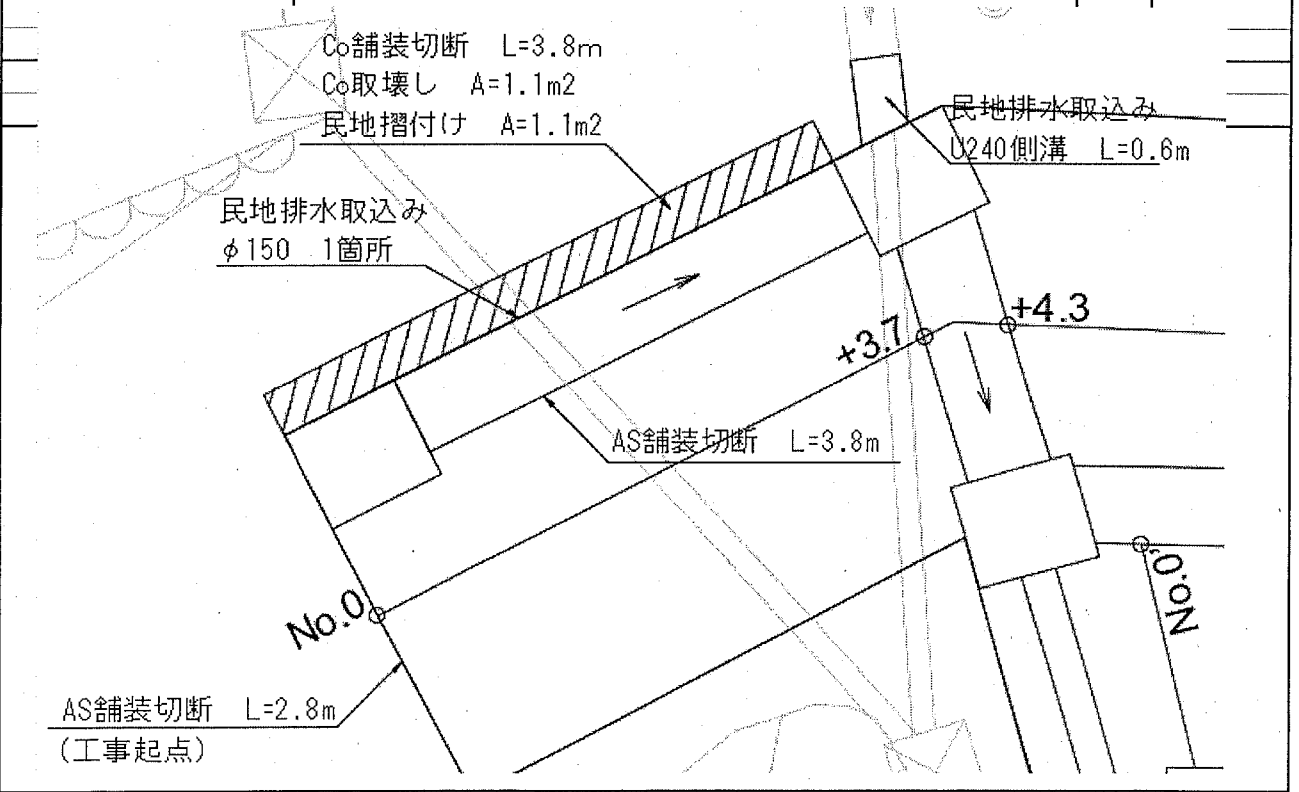 Co舗装切断 L=3.8m
Co取壊し A=1.1m2
民地摺付け A=1.1m2
民地排水取込み
U240側溝 L=0.6m
民地排水取込み
φ150 1箇所
+4.3
+3.7
AS舗装切断 L=3.8m
No.0
No.0
AS舗装切断 L=2.8m
(工事起点)